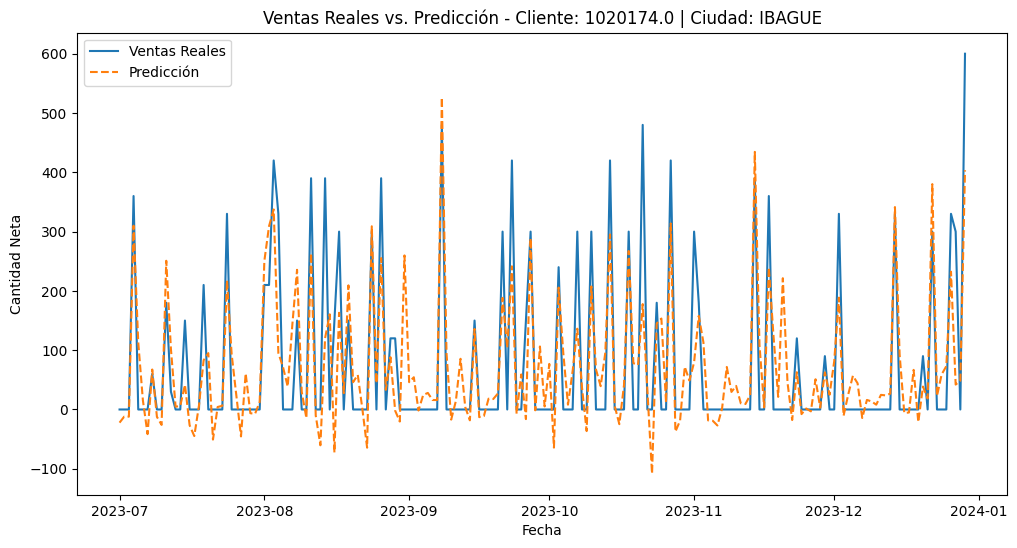 Ventas Reales vs. Predicción - Cliente: 1020174.0 | Ciudad: IBAGUE
Ventas Reales
Predicción
600
500
400
300
200
100
0
−100
Cantidad Neta
2023-07 2023-08 2023-09 2023-10 2023-11 2023-12 2024-01
Fecha